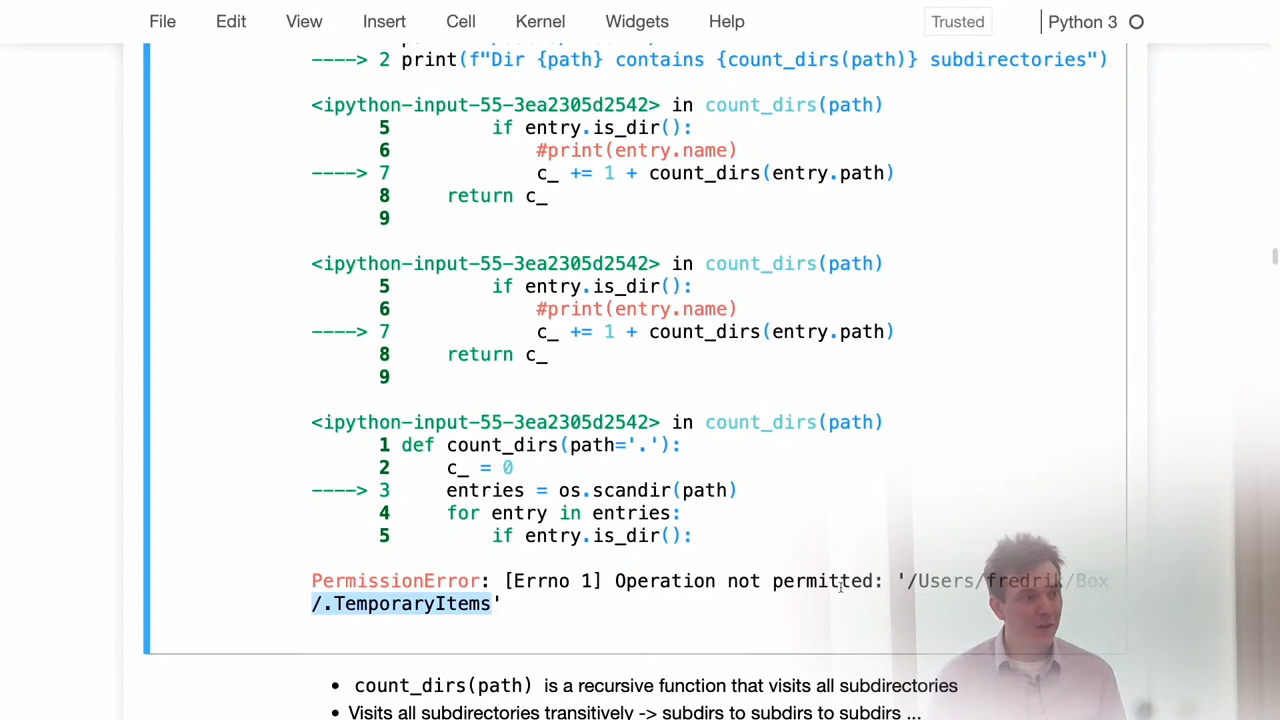 File Edit View Insert Cell Kernel Widgets Help Trusted Python 3
----> 2 print(f"Dir {path} contains {count_dirs(path)} subdirectories")
<ipython-input-55-3ea2305d2542> in count_dirs(path)
5 if entry.is_dir():
6 #print(entry.name)
----> 7 c_ += 1 + count_dirs(entry.path)
8 return c_
9
<ipython-input-55-3ea2305d2542> in count_dirs(path)
5 if entry.is_dir():
6 #print(entry.name)
----> 7 c_ += 1 + count_dirs(entry.path)
8 return c_
9
<ipython-input-55-3ea2305d2542> in count_dirs(path)
1 def count_dirs(path='.'):
2 c_ = 0
----> 3 entries = os.scandir(path)
4 for entry in entries:
5 if entry.is_dir():
PermissionError: [Errno 1] Operation not permitted: '/Users/fredrik/Box
/.TemporaryItems'
• count_dirs(path) is a recursive function that visits all subdirectories
• Visits all subdirectories transitively -> subdirs to subdirs to subdirs ...